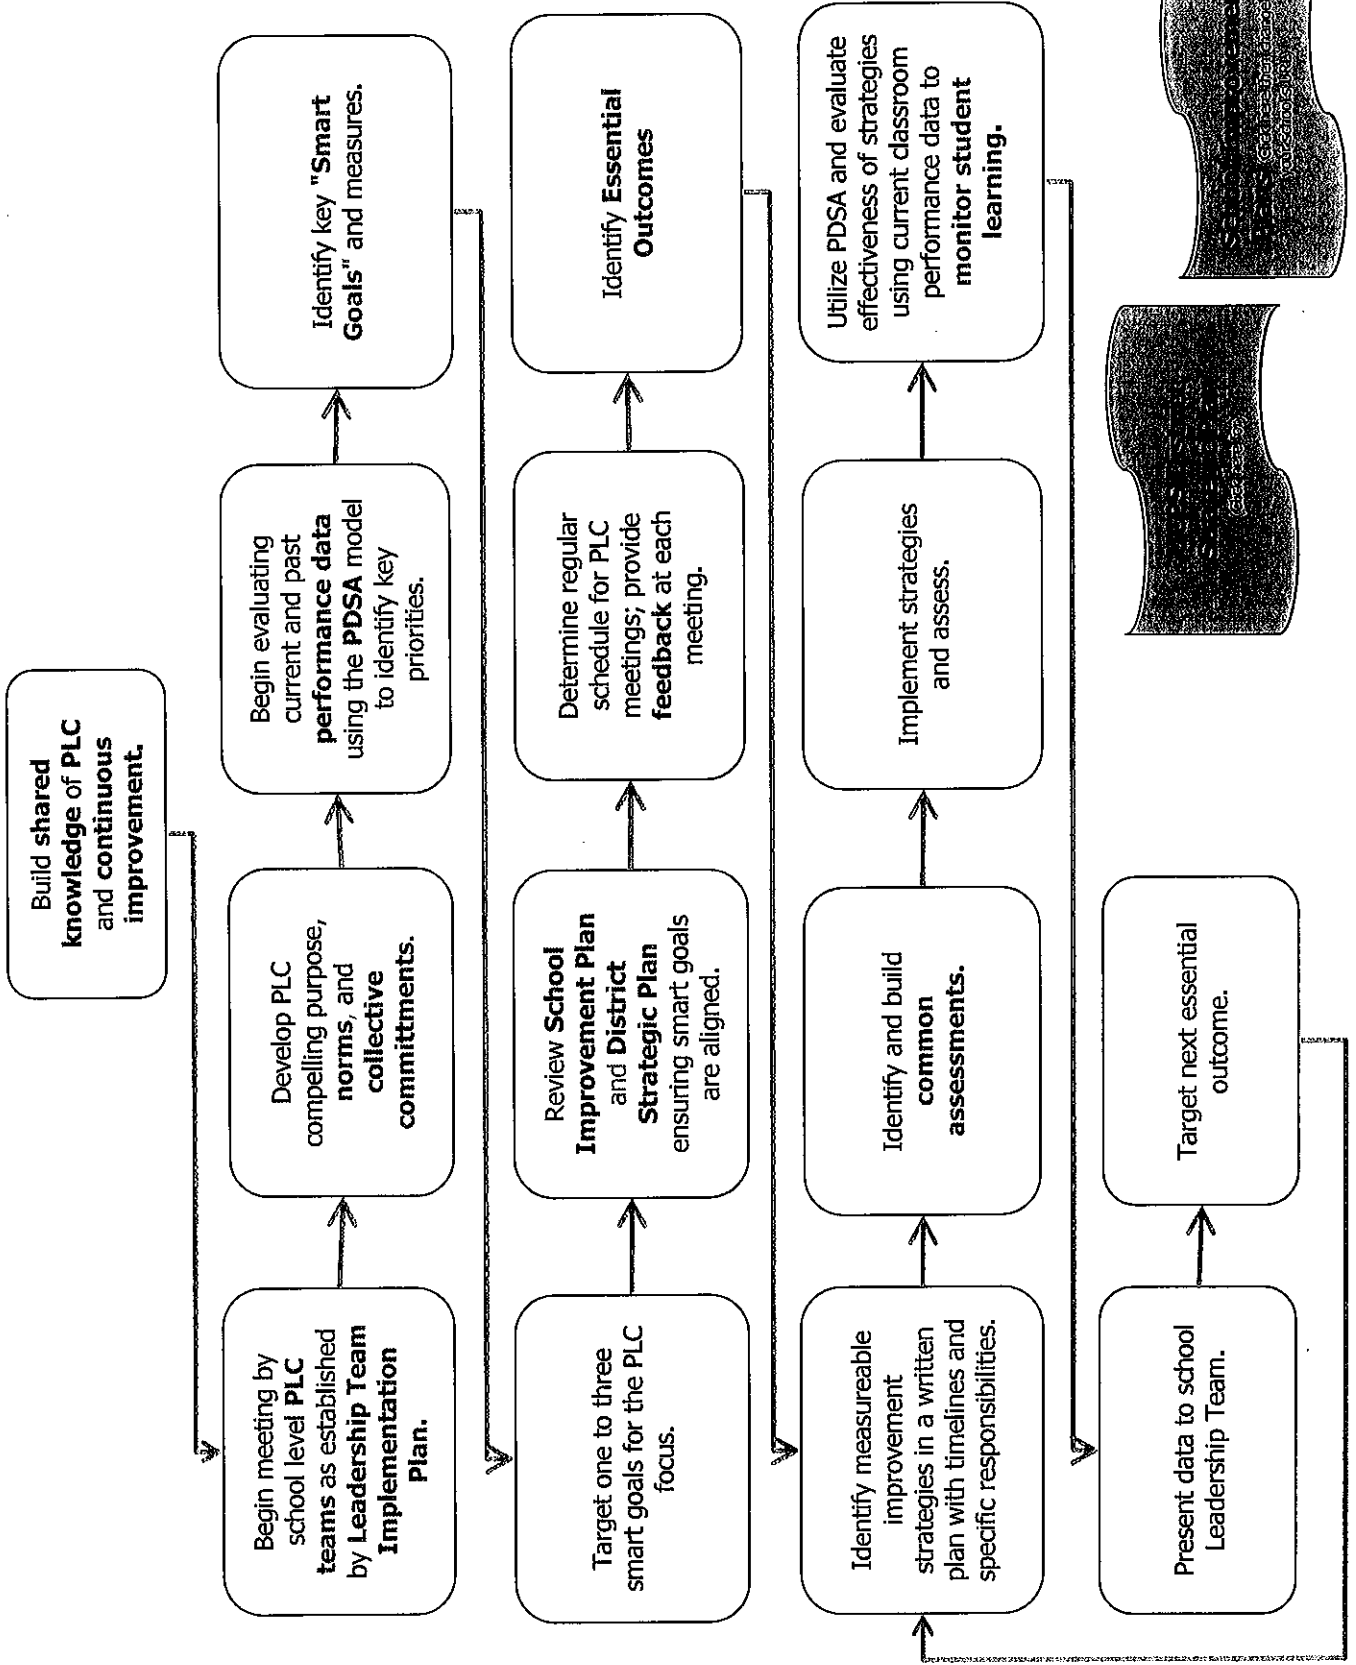 Build shared
knowledge of PLC
and continuous
improvement.
Begin meeting by
school level PLC
teams as established
by Leadership Team
Implementation
Plan.
Develop PLC
compelling purpose,
norms, and
collective
committments.
Begin evaluating
current and past
performance data
using the PDSA model
to identify key
priorities.
Identify key "Smart
Goals" and measures.
Target one to three
smart goals for the PLC
focus.
Review School
Improvement Plan
and District
Strategic Plan
ensuring smart goals
are aligned.
Determine regular
schedule for PLC
meetings; provide
feedback at each
meeting.
Identify Essential
Outcomes
Identify measureable
improvement
strategies in a written
plan with timelines and
specific responsibilities.
Identify and build
common
assessments.
Implement strategies
and assess.
Utilize PDSA and evaluate
effectiveness of strategies
using current classroom
performance data to
monitor student
learning.
Present data to school
Leadership Team.
Target next essential
outcome.